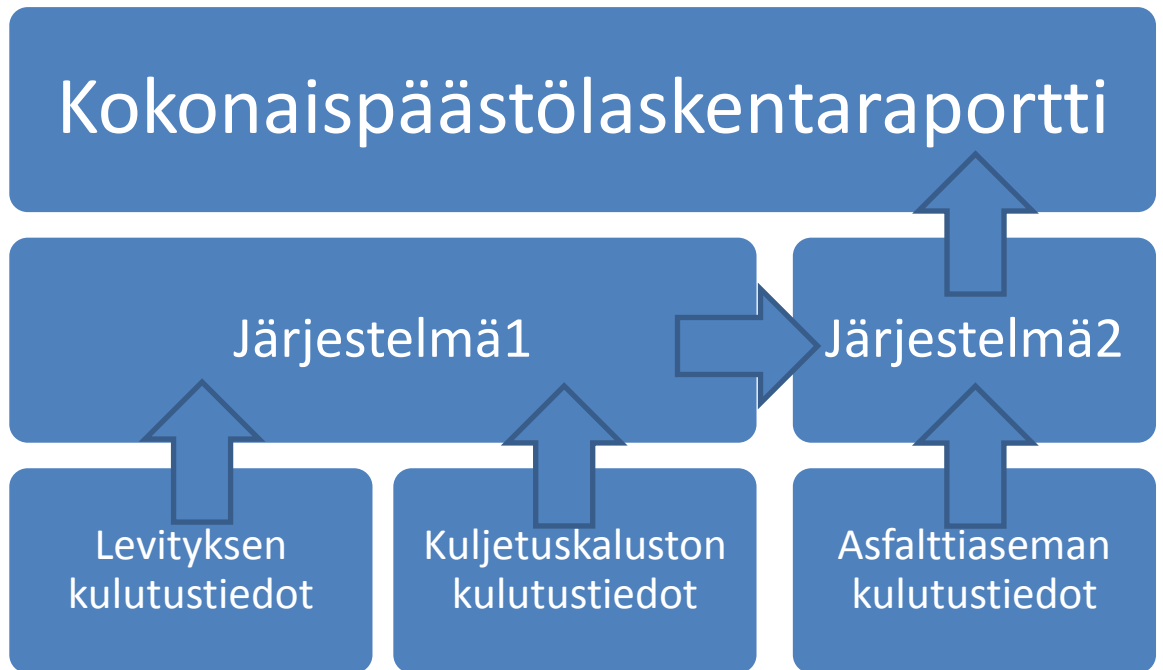 Kokonaispäästölaskentaraportti
Järjestelmä1
Järjestelmä2
Levityksen
kulutustiedot
Kuljetuskaluston
kulutustiedot
Asfalttiaseman
kulutustiedot